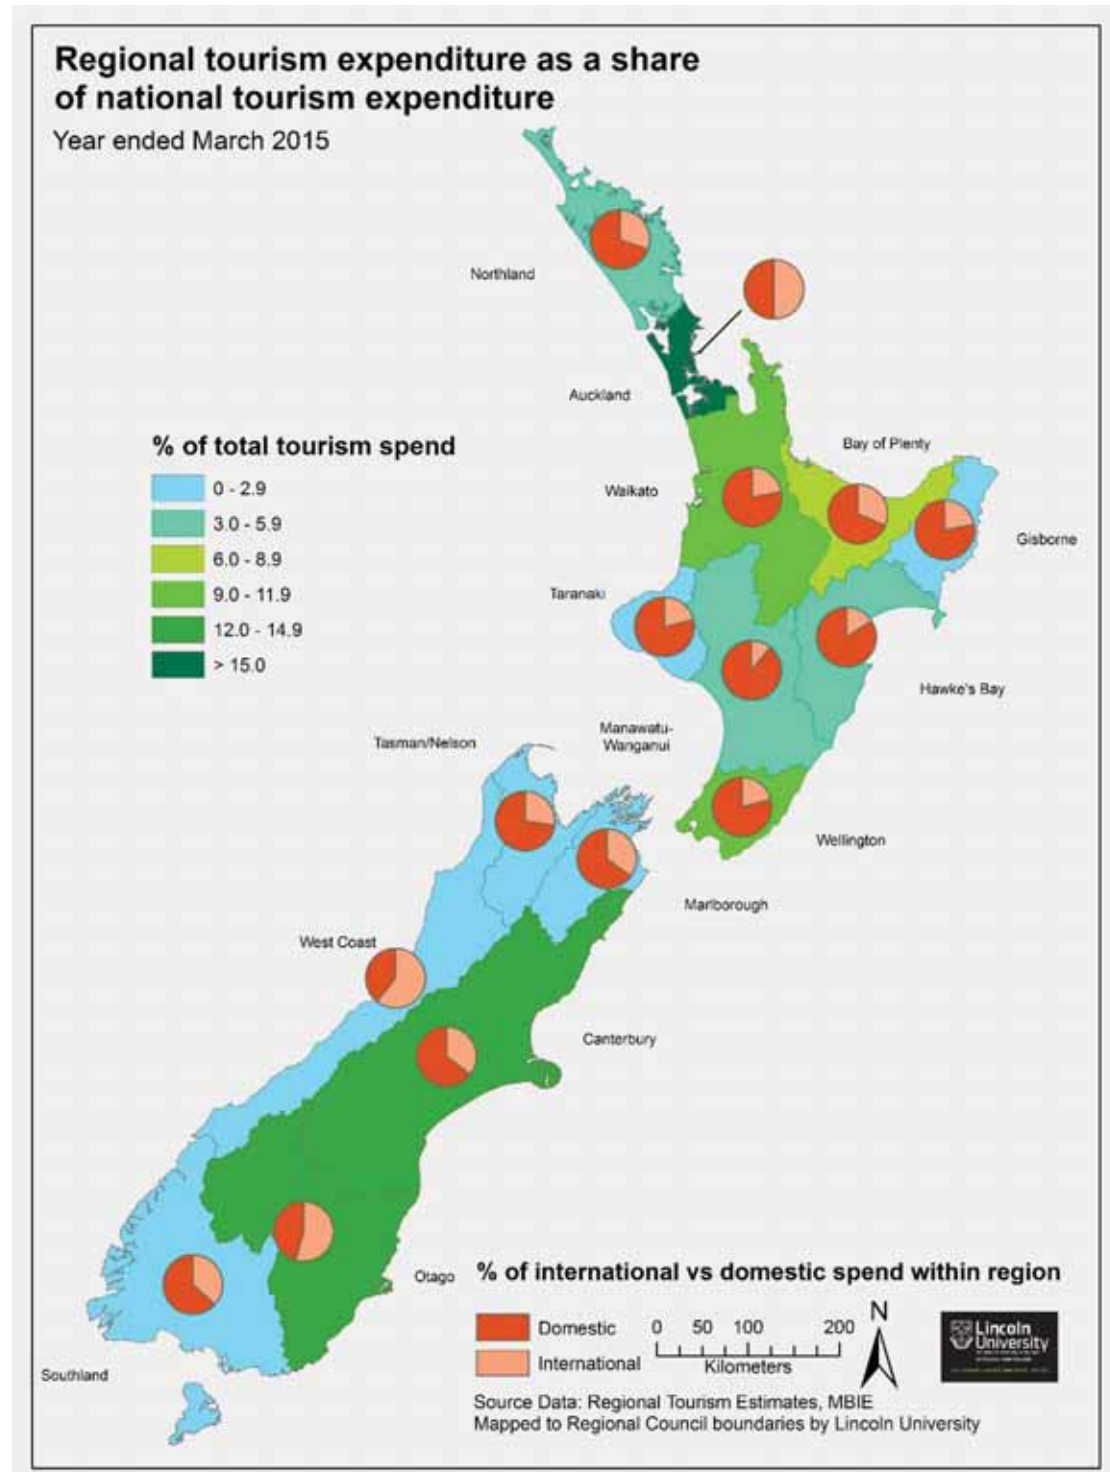 Regional tourism expenditure as a share
of national tourism expenditure
Year ended March 2015
Northland
Auckland
% of total tourism spend
0 - 2.9
3.0 - 5.9
6.0 - 8.9
9.0 - 11.9
12.0 - 14.9
> 15.0
Bay of Plenty
Waikato
Gisborne
Taranaki
Hawke's Bay
Manawatu-
Wanganui
Tasman/Nelson
Wellington
Marlborough
West Coast
Canterbury
Otago
Southland
% of international vs domestic spend within region
Domestic
International
0 50 100 200
Kilometers
N
Lincoln
University
Source Data: Regional Tourism Estimates, MBIE
Mapped to Regional Council boundaries by Lincoln University